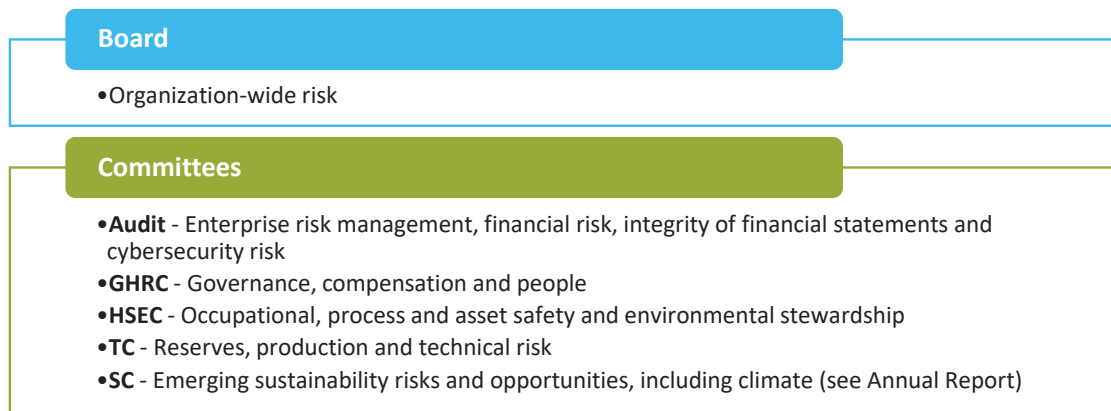 Board
•Organization-wide risk
Committees
•Audit - Enterprise risk management, financial risk, integrity of financial statements and
cybersecurity risk
•GHRC - Governance, compensation and people
•HSEC - Occupational, process and asset safety and environmental stewardship
•TC - Reserves, production and technical risk
•SC - Emerging sustainability risks and opportunities, including climate (see Annual Report)